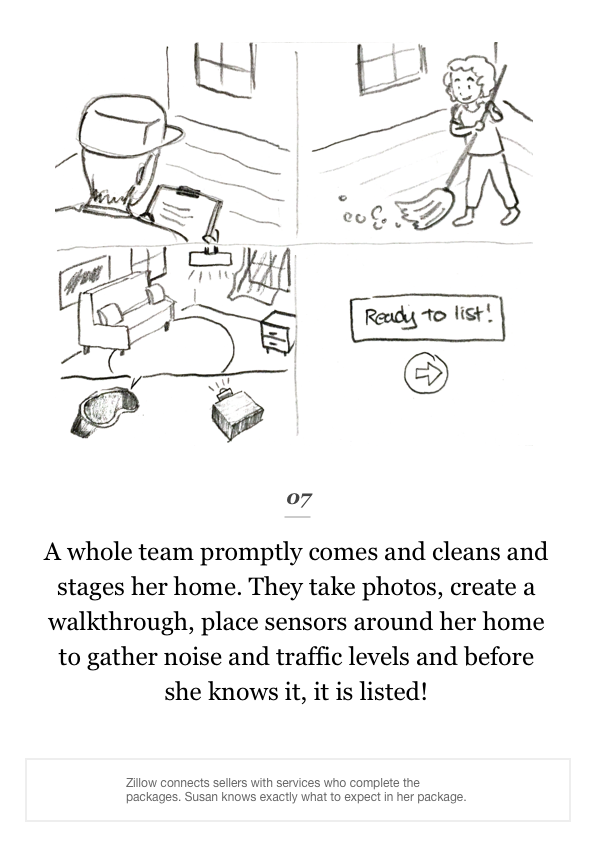 Ready to list!
07
A whole team promptly comes and cleans and
stages her home. They take photos, create a
walkthrough, place sensors around her home
to gather noise and traffic levels and before
she knows it, it is listed!
Zillow connects sellers with services who complete the
packages. Susan knows exactly what to expect in her package.